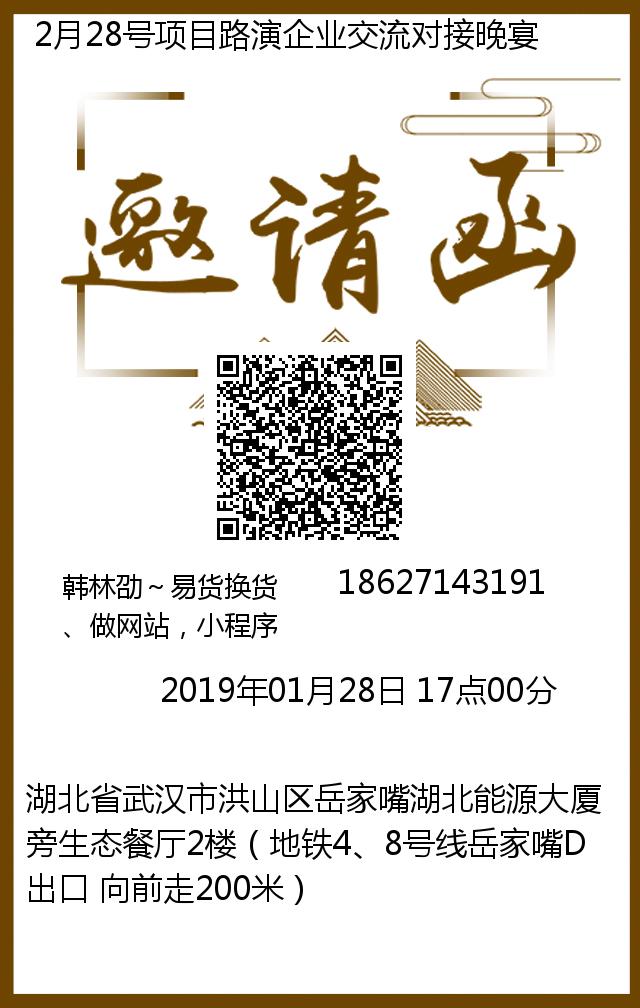 2月28号项目路演企业交流对接晚宴
邀请函
韩林劭～易货换货
、做网站，小程序
18627143191
2019年01月28日 17点00分
湖北省武汉市洪山区岳家嘴湖北能源大厦
旁生态餐厅2楼（地铁4、8号线岳家嘴D
出口 向前走200米）